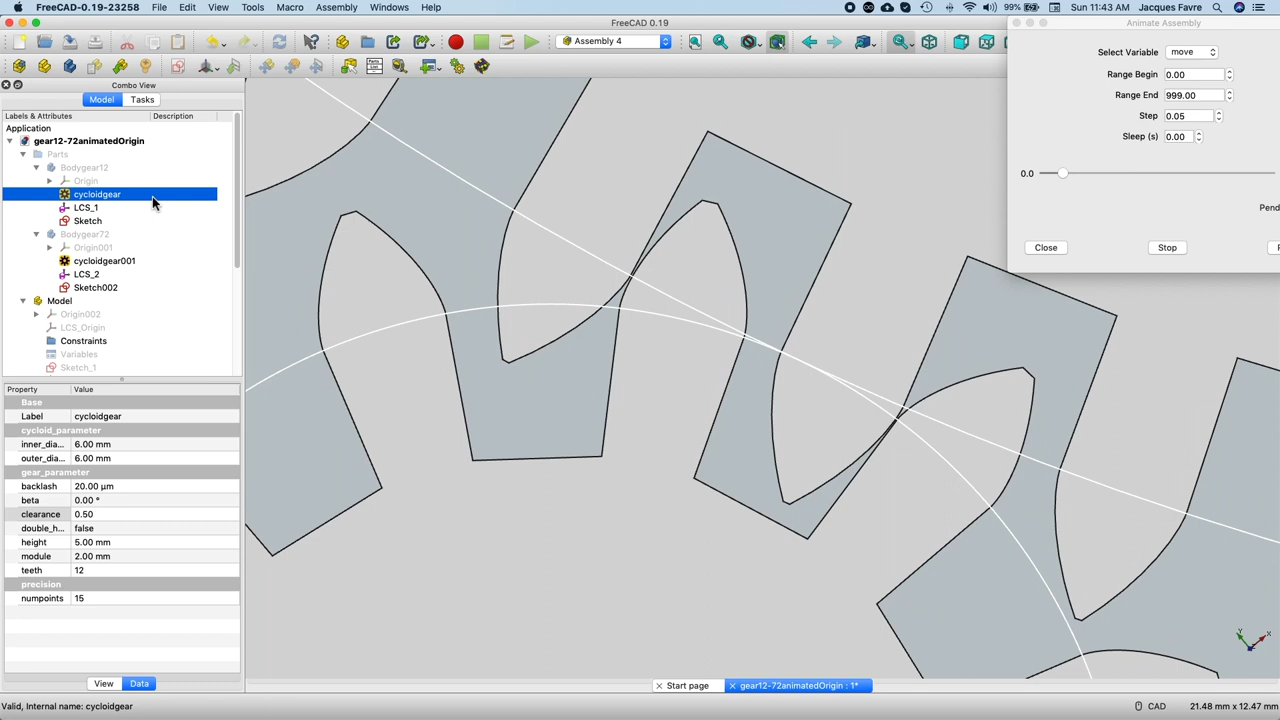 FreeCAD 0.19-23258 File Edit View Tools Macro Assembly Windows Help 99% Sun 11:43 AM Jacques Favre
FreeCAD 0.19
Animate Assembly
Assembly 4
Select Variable move
Range Begin 0.00
Range End 999.00
Step 0.05
Sleep (s) 0.00
0.0
Pend
Close Stop
Combo View
Model Tasks
Labels & Attributes Description
Application
gear12-72animatedOrigin
Parts
Bodygear12
Origin
cycloidgear
LCS_1
Sketch
Bodygear72
Origin001
cycloidgear001
LCS_2
Sketch002
Model
Origin002
LCS_Origin
Constraints
Variables
Sketch_1
Property Value
Base
Label cycloidgear
cycloid_parameter
inner_dia... 6.00 mm
outer_dia... 6.00 mm
gear_parameter
backlash 20.00 µm
beta 0.00 °
clearance 0.50
double_h... false
height 5.00 mm
module 2.00 mm
teeth 12
precision
numpoints 15
View Data
Start page gear12-72animatedOrigin : 1*
Valid, Internal name: cycloidgear CAD 21.48 mm x 12.47 mm